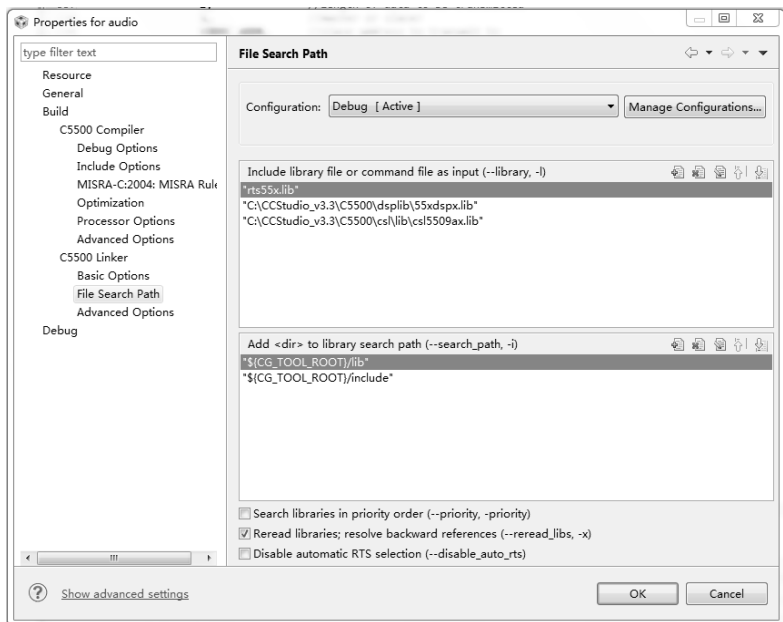 Properties for audio
type filter text
Resource
General
Build
C5500 Compiler
Debug Options
Include Options
MISRA-C:2004: MISRA Rule
Optimization
Processor Options
Advanced Options
C5500 Linker
Basic Options
File Search Path
Advanced Options
Debug
File Search Path
Configuration: Debug [ Active ] Manage Configurations...
Include library file or command file as input (--library, -l)
"rts55x.lib"
"C:\CCStudio_v3.3\C5500\dsplib\55xdspx.lib"
"C:\CCStudio_v3.3\C5500\csl\lib\csl5509ax.lib"
Add <dir> to library search path (--search_path, -i)
"${CG_TOOL_ROOT}/lib"
"${CG_TOOL_ROOT}/include"
Search libraries in priority order (--priority, -priority)
Reread libraries; resolve backward references (--reread_libs, -x)
Disable automatic RTS selection (--disable_auto_rts)
Show advanced settings
OK Cancel